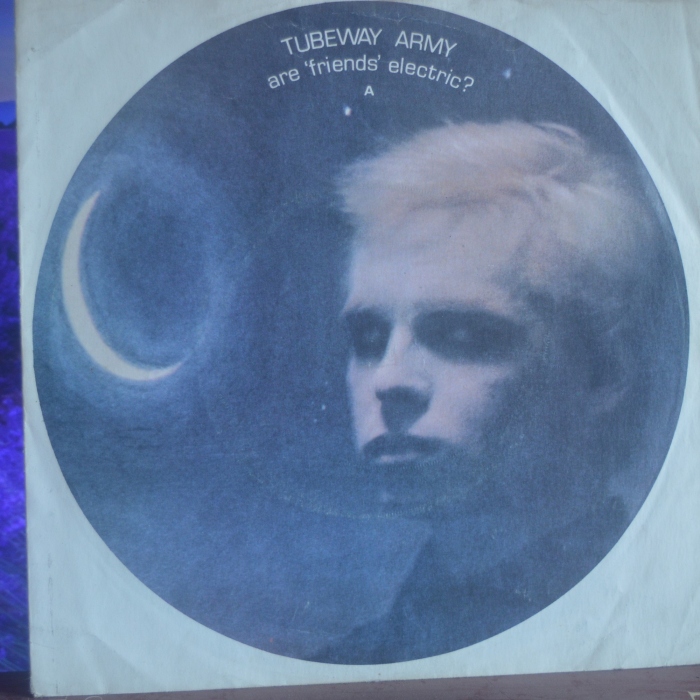 TUBEWAY ARMY
are 'friends' electric?
A